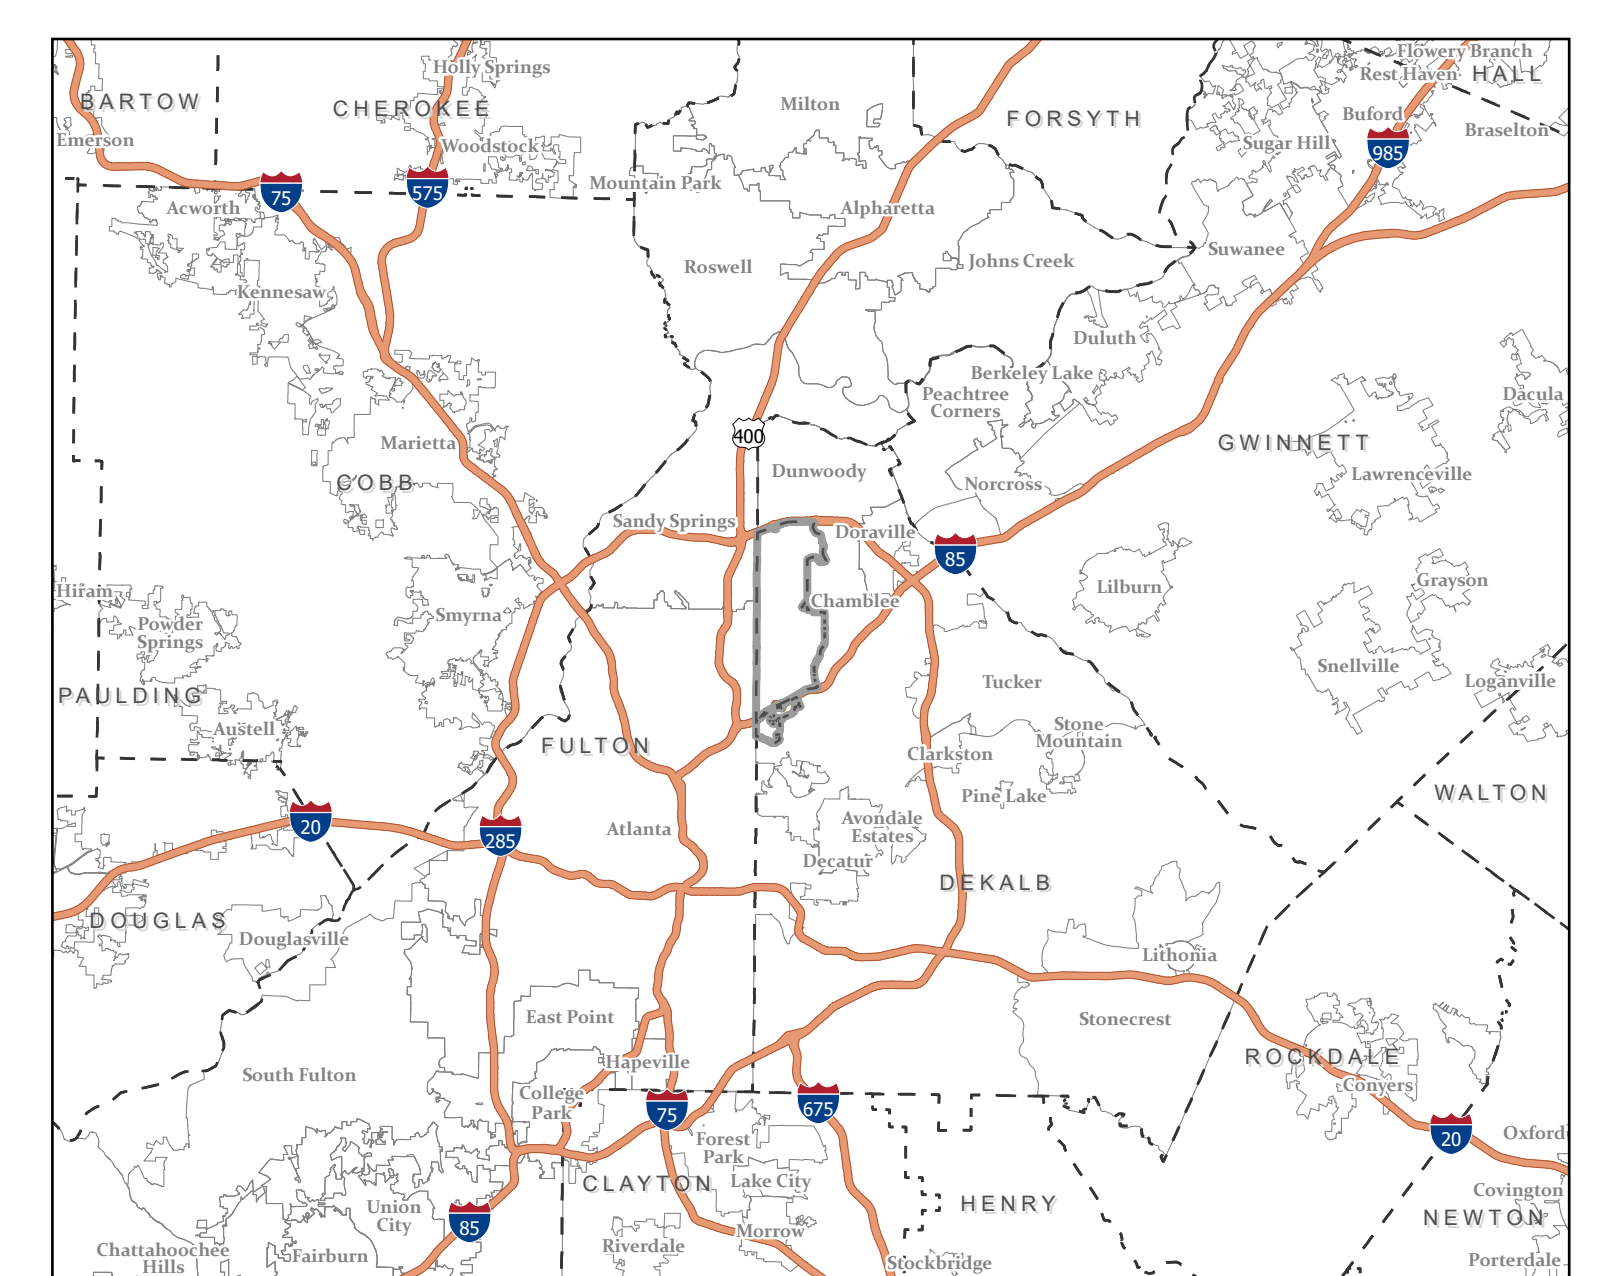 Flowery Branch
Holly Springs
Rest Haven
HALL
BARTOW
CHEROKEE
Milton
FORSYTH
Buford
Braselton
Emerson
Woodstock
Sugar Hill
985
Mountain Park
75
575
Acworth
Alpharetta
Roswell
Johns Creek
Suwanee
Kennesaw
Duluth
Berkeley Lake
Peachtree
Corners
Dacula
400
Marietta
GWINNETT
COBB
Dunwoody
Norcross
Lawrenceville
Sandy Springs
Doraville
85
Hiram
Chamblee
Lilburn
Grayson
Powder
Springs
Smyrna
Snellville
PAULDING
Tucker
Loganville
Austell
FULTON
Stone
Mountain
Clarkston
Pine Lake
WALTON
20
285
Atlanta
Avondale
Estates
Decatur
DEKALB
DOUGLAS
Douglasville
Lithonia
East Point
Stonecrest
Hapeville
ROCKDALE
South Fulton
College
Park
Conyers
75
675
20
Oxford
Forest
Park
CLAYTON
Lake City
Covington
HENRY
NEWTON
Union
City
85
Morrow
Riverdale
Chattahoochee
Hills
Fairburn
Stockbridge
Porterdale